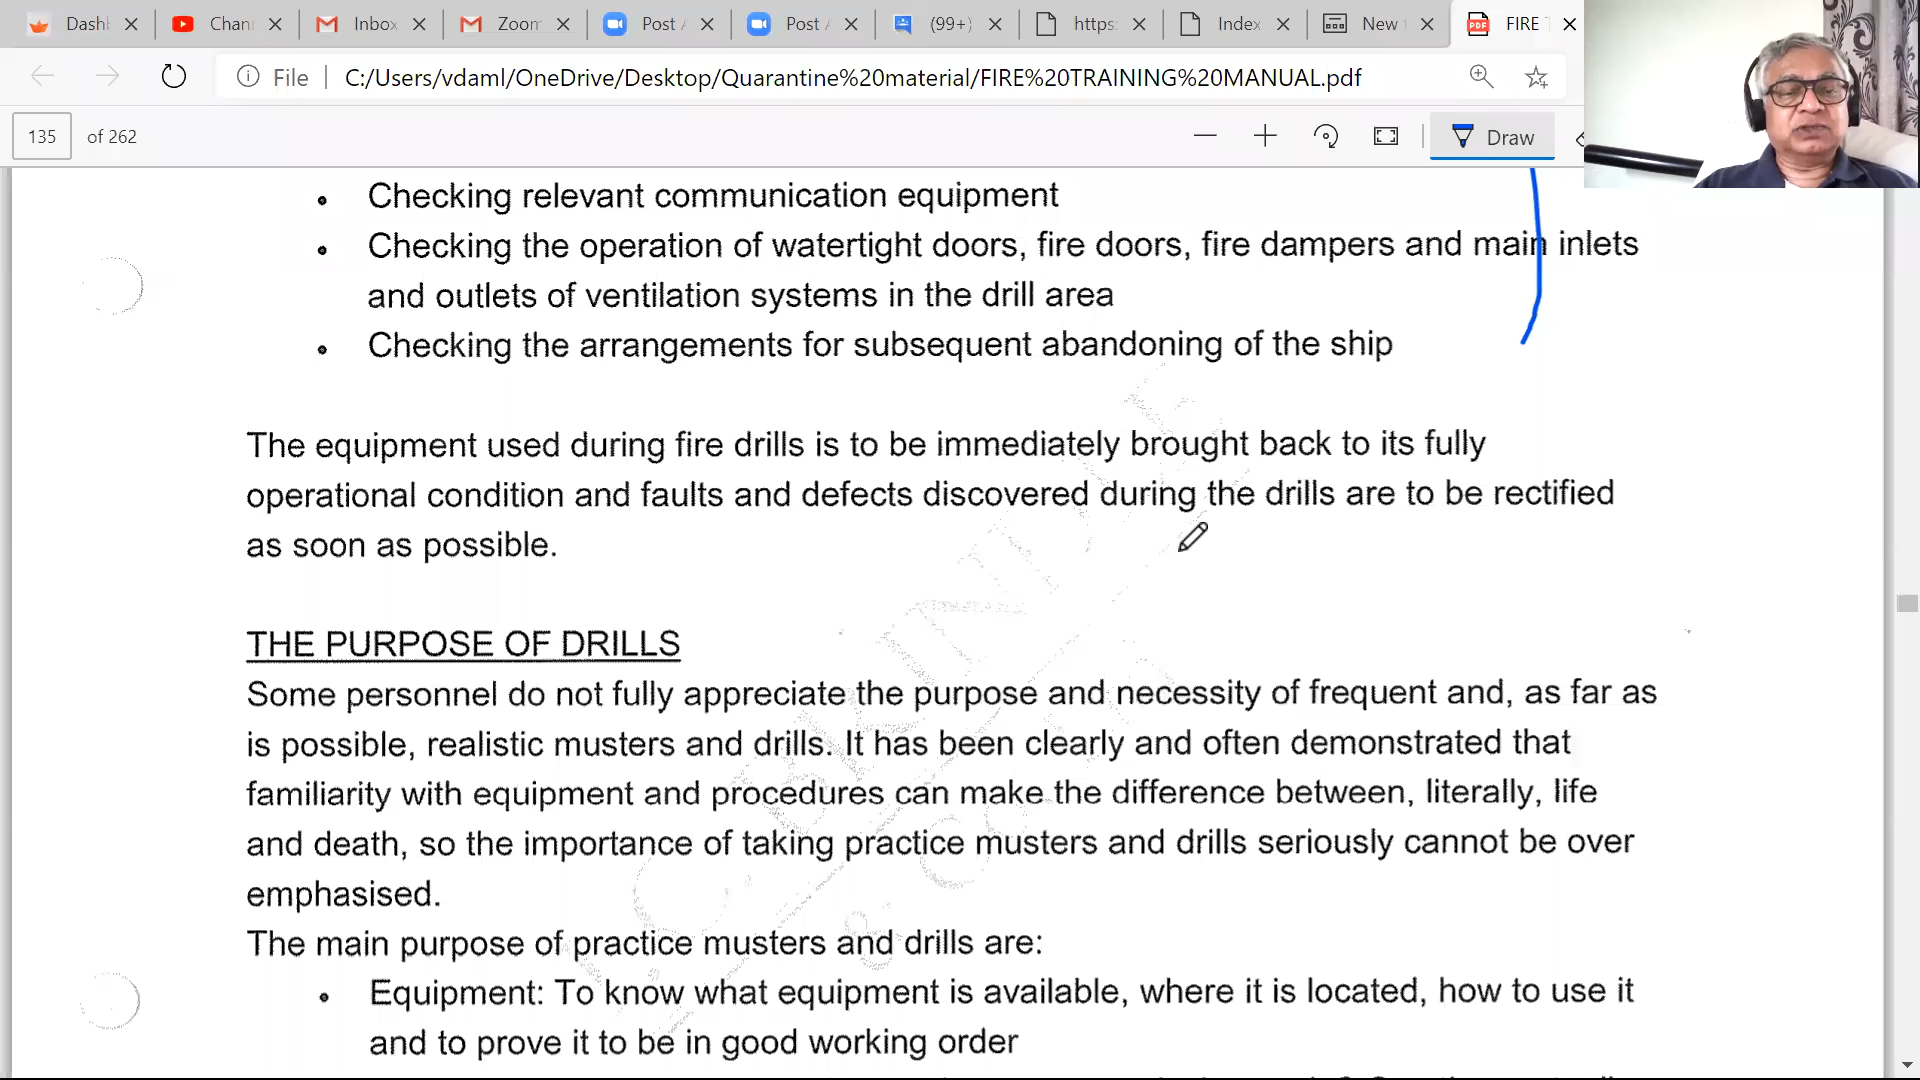 Dash
Chan
Inbox
Zoom
Post
Post
(99+)
https:
Index
New
FIRE T
File
C:/Users/vdaml/OneDrive/Desktop/Quarantine%20material/FIRE%20TRAINING%20MANUAL.pdf
135 of 262
Draw
• Checking relevant communication equipment
• Checking the operation of watertight doors, fire doors, fire dampers and main inlets
and outlets of ventilation systems in the drill area
• Checking the arrangements for subsequent abandoning of the ship
The equipment used during fire drills is to be immediately brought back to its fully
operational condition and faults and defects discovered during the drills are to be rectified
as soon as possible.
THE PURPOSE OF DRILLS
Some personnel do not fully appreciate the purpose and necessity of frequent and, as far as
is possible, realistic musters and drills. It has been clearly and often demonstrated that
familiarity with equipment and procedures can make the difference between, literally, life
and death, so the importance of taking practice musters and drills seriously cannot be over
emphasised.
The main purpose of practice musters and drills are:
• Equipment: To know what equipment is available, where it is located, how to use it
and to prove it to be in good working order